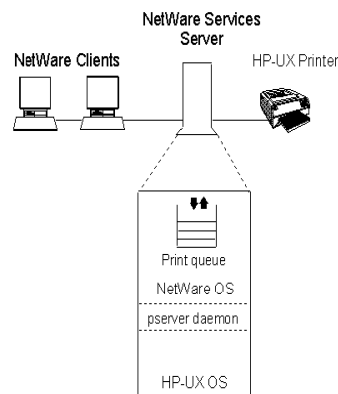 NetWare Services
Server
NetWare Clients
HP-UX Printer
Print queue
NetWare OS
pserver daemon
HP-UX OS